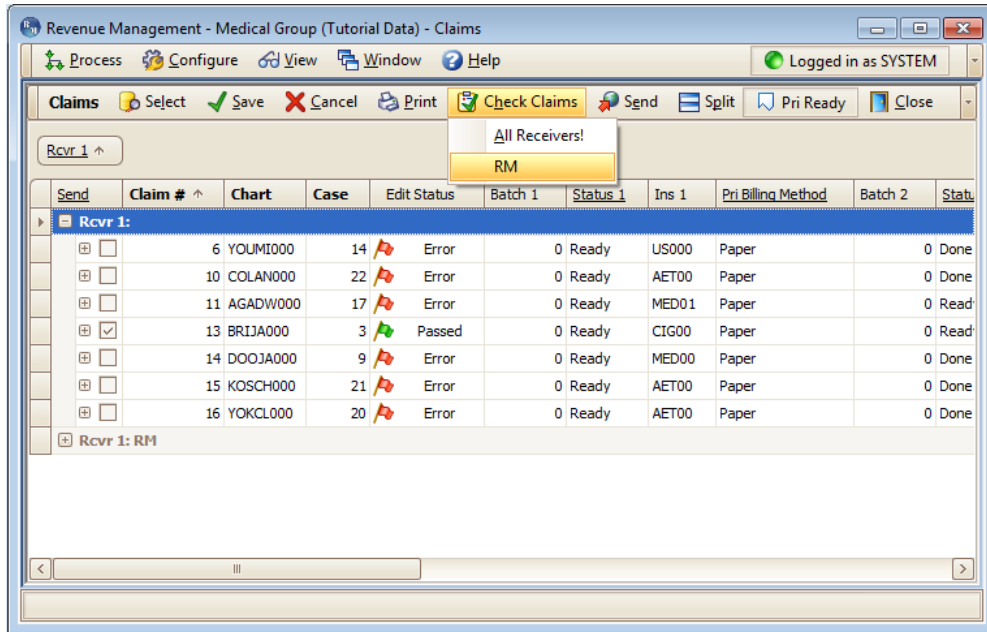 Revenue Management - Medical Group (Tutorial Data) - Claims
Process Configure View Window Help Logged in as SYSTEM
Claims Select Save Cancel Print Check Claims Send Split Pri Ready Close
All Receivers!
RM
Rcvr 1
Send Claim # Chart Case Edit Status Batch 1 Status 1 Ins 1 Pri Billing Method Batch 2 Statu
Rcvr 1:
6 YOUMI000 14 Error 0 Ready US000 Paper 0 Done
10 COLAN000 22 Error 0 Ready AET00 Paper 0 Done
11 AGADW000 17 Error 0 Ready MED01 Paper 0 Read
13 BRIJA000 3 Passed 0 Ready CIG00 Paper 0 Read
14 DOOJA000 9 Error 0 Ready MED00 Paper 0 Done
15 KOSCH000 21 Error 0 Ready AET00 Paper 0 Done
16 YOKCL000 20 Error 0 Ready AET00 Paper 0 Done
Rcvr 1: RM